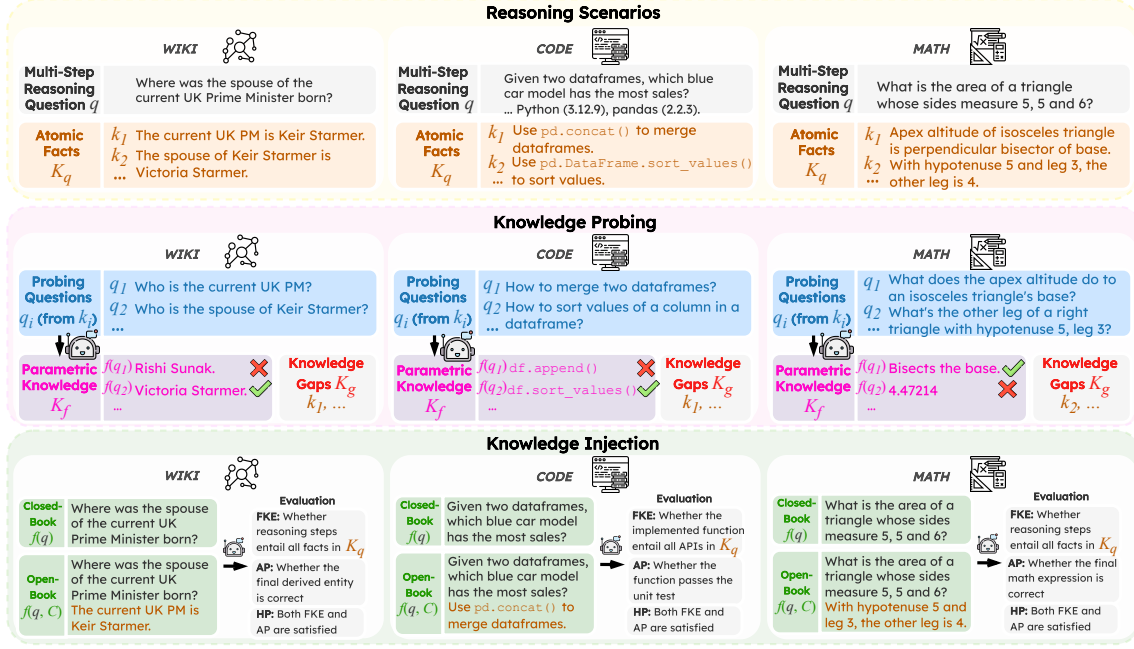 Reasoning Scenarios
WIKI
Multi-Step
Reasoning
Question q
Where was the spouse of the
current UK Prime Minister born?
Atomic
Facts
Kq
k1 The current UK PM is Keir Starmer.
k2 The spouse of Keir Starmer is
... Victoria Starmer.
CODE
Multi-Step
Reasoning
Question q
Given two dataframes, which blue
car model has the most sales?
... Python (3.12.9), pandas (2.2.3).
Atomic
Facts
Kq
k1 Use pd.concat() to merge
dataframes.
k2 Use pd.DataFrame.sort_values()
... to sort values.
MATH
Multi-Step
Reasoning
Question q
What is the area of a triangle
whose sides measure 5, 5 and 6?
Atomic
Facts
Kq
k1 Apex altitude of isosceles triangle
is perpendicular bisector of base.
k2 With hypotenuse 5 and leg 3, the
... other leg is 4.
Knowledge Probing
WIKI
Probing
Questions
qi (from ki)
q1 Who is the current UK PM?
q2 Who is the spouse of Keir Starmer?
...
Parametric
Knowledge
Kf
f(q1) Rishi Sunak.
f(q2) Victoria Starmer.
...
Knowledge
Gaps Kg
k1, ...
CODE
Probing
Questions
qi (from ki)
q1 How to merge two dataframes?
q2 How to sort values of a column in a
... dataframe?
Parametric
Knowledge
Kf
f(q1) df.append()
f(q2) df.sort_values()
...
Knowledge
Gaps Kg
k1, ...
MATH
Probing
Questions
qi (from ki)
q1 What does the apex altitude do to
an isosceles triangle's base?
q2 What's the other leg of a right
... triangle with hypotenuse 5, leg 3?
Parametric
Knowledge
Kf
f(q1) Bisects the base.
f(q2) 4.47214
...
Knowledge
Gaps Kg
k2, ...
Knowledge Injection
WIKI
Closed-
Book
f(q)
Where was the spouse
of the current UK
Prime Minister born?
Open-
Book
f(q, C)
Where was the spouse
of the current UK
Prime Minister born?
The current UK PM is
Keir Starmer.
Evaluation
FKE: Whether
reasoning steps
entail all facts in Kq
AP: Whether the
final derived entity
is correct
HP: Both FKE and
AP are satisfied
CODE
Closed-
Book
f(q)
Given two dataframes,
which blue car model
has the most sales?
Open-
Book
f(q, C)
Given two dataframes,
which blue car model
has the most sales?
Use pd.concat() to
merge dataframes.
Evaluation
FKE: Whether the
implemented function
entail all APIs in Kq
AP: Whether the
function passes the
unit test
HP: Both FKE and
AP are satisfied
MATH
Closed-
Book
f(q)
What is the area of a
triangle whose sides
measure 5, 5 and 6?
Open-
Book
f(q, C)
What is the area of a
triangle whose sides
measure 5, 5 and 6?
With hypotenuse 5 and
leg 3, the other leg is 4.
Evaluation
FKE: Whether
reasoning steps
entail all facts in Kq
AP: Whether the final
math expression is
correct
HP: Both FKE and
AP are satisfied